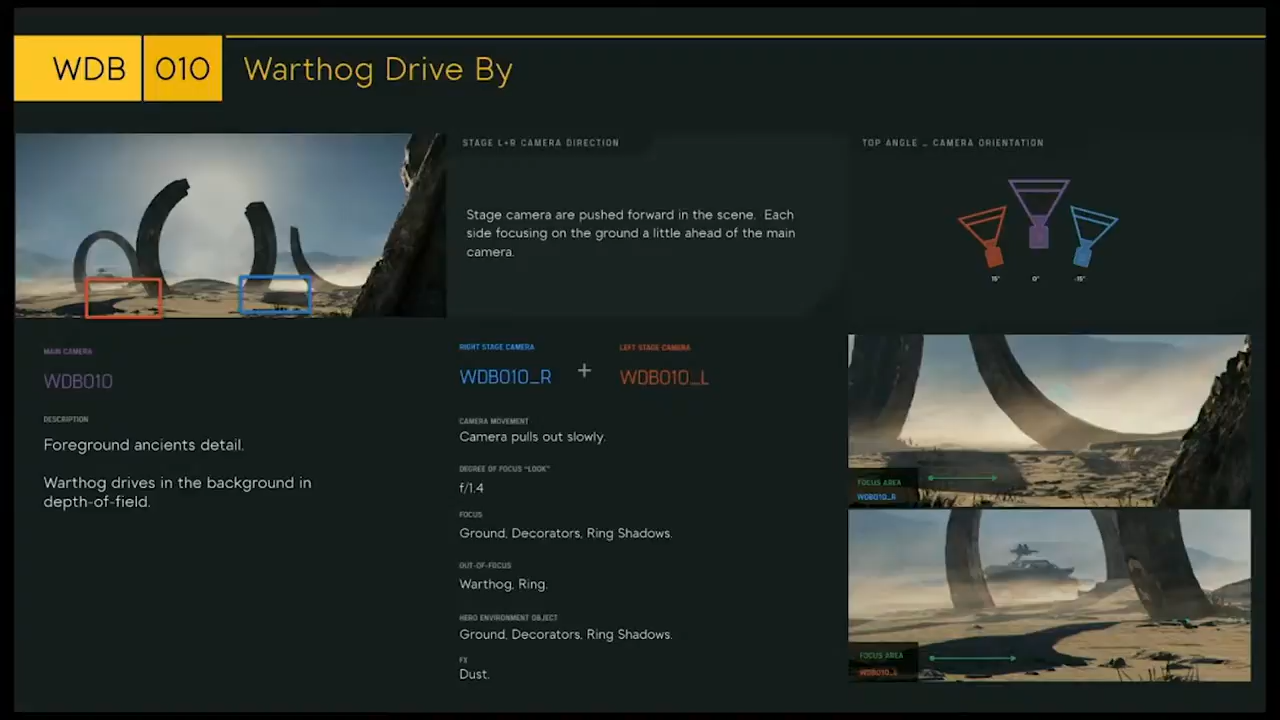 WDB 010 Warthog Drive By
STAGE L+R CAMERA DIRECTION
Stage camera are pushed forward in the scene. Each
side focusing on the ground a little ahead of the main
camera.
TOP ANGLE _ CAMERA ORIENTATION
15° 0° -15°
MAIN CAMERA
WDB010
DESCRIPTION
Foreground ancients detail.
Warthog drives in the background in
depth-of-field.
RIGHT STAGE CAMERA
WDB010_R
+
LEFT STAGE CAMERA
WDB010_L
CAMERA MOVEMENT
Camera pulls out slowly.
DEGREE OF FOCUS "LOOK"
f/1.4
FOCUS
Ground, Decorators, Ring Shadows.
OUT-OF-FOCUS
Warthog, Ring.
HERO ENVIRONMENT OBJECT
Ground, Decorators, Ring Shadows.
FX
Dust.
FOCUS AREA
WDB010_R
FOCUS AREA
WDB010_L